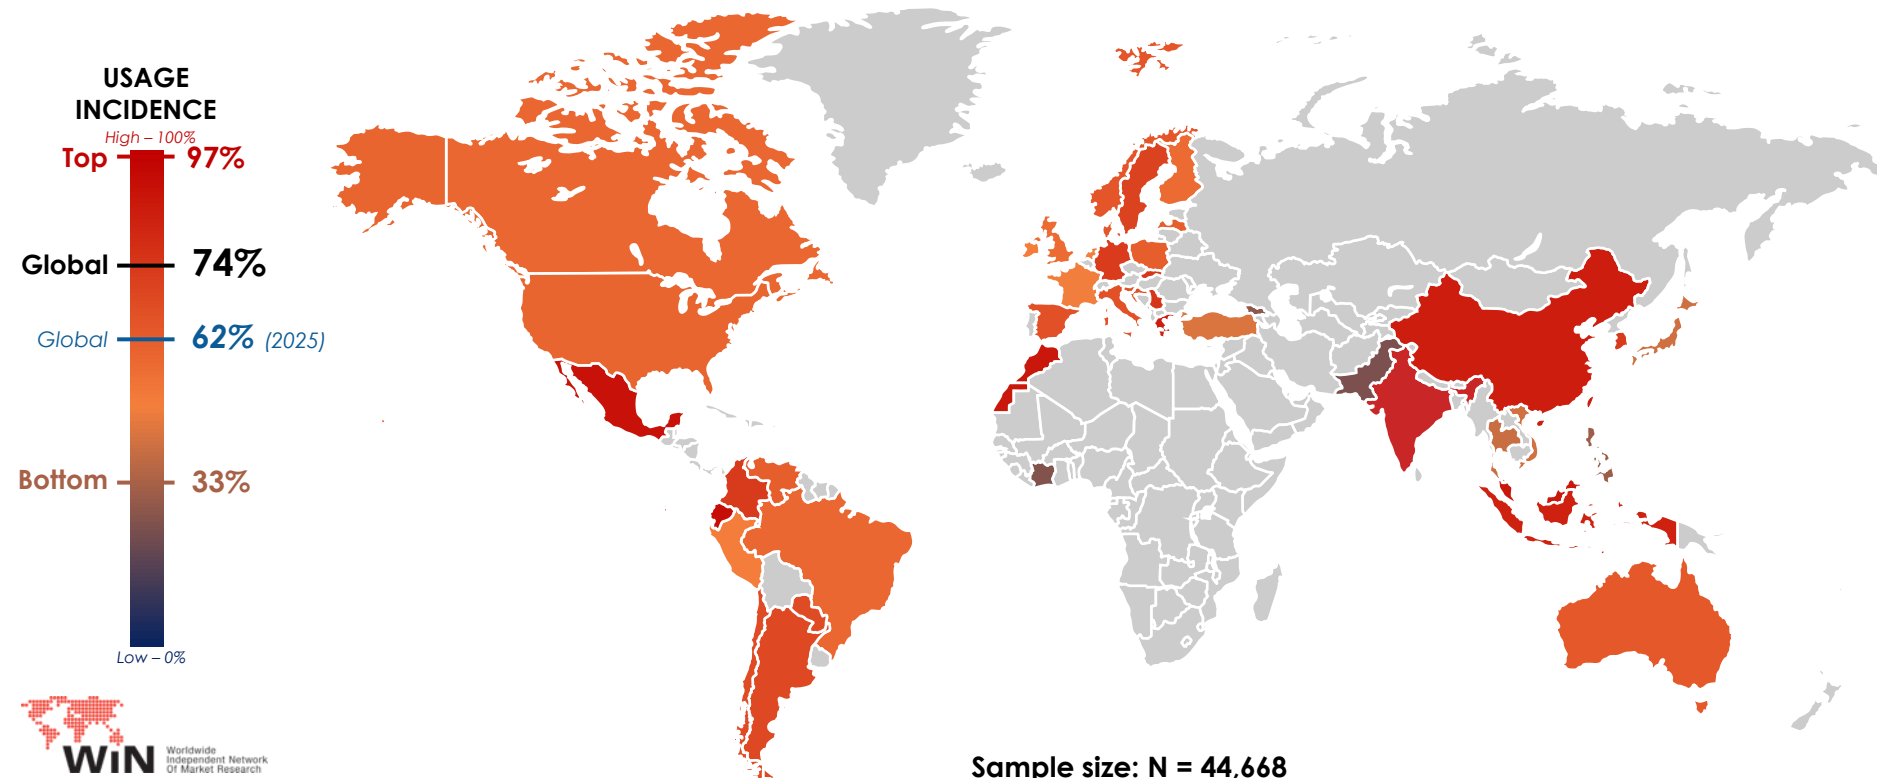 USAGE
INCIDENCE
High – 100%
Top 97%
Global 74%
Global 62% (2025)
Bottom 33%
Low – 0%
WiN Worldwide
Independent Network
Of Market Research
Sample size: N = 44,668